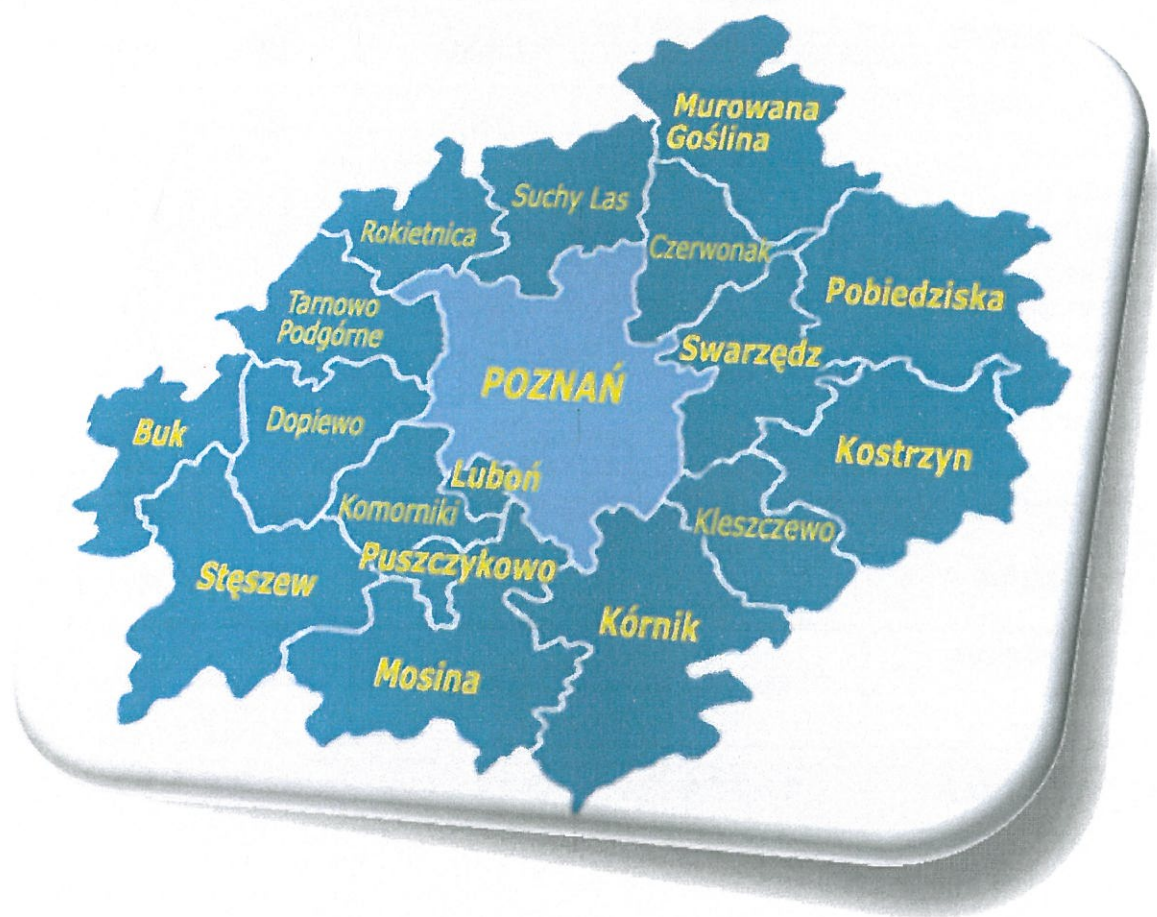 Murowana
Goślina
Suchy Las
Rokietnica
Czerwonak
Tarnowo
Podgórne
Pobiedziska
Swarzędz
POZNAŃ
Buk
Dopiewo
Kostrzyn
Luboń
Komorniki
Kleszczewo
Puszczykowo
Stęszew
Kórnik
Mosina